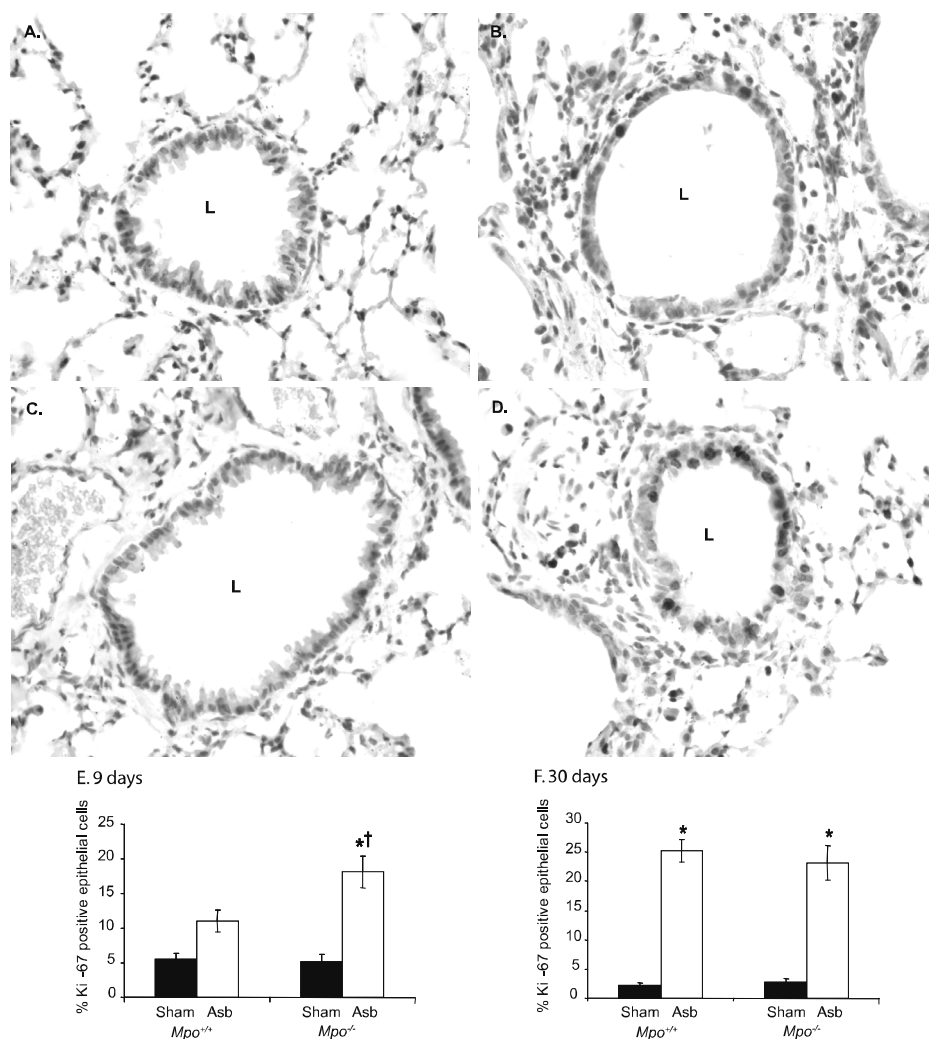 A.
B.
L
L
C.
D.
L
L
E. 9 days
% Ki -67 positive epithelial cells
25
20
15
10
5
0
*†
Sham Asb Sham Asb
Mpo+/+ Mpo-/-
F. 30 days
% Ki -67 positive epithelial cells
30
25
20
15
10
5
0
* *
Sham Asb Sham Asb
Mpo+/+ Mpo-/-